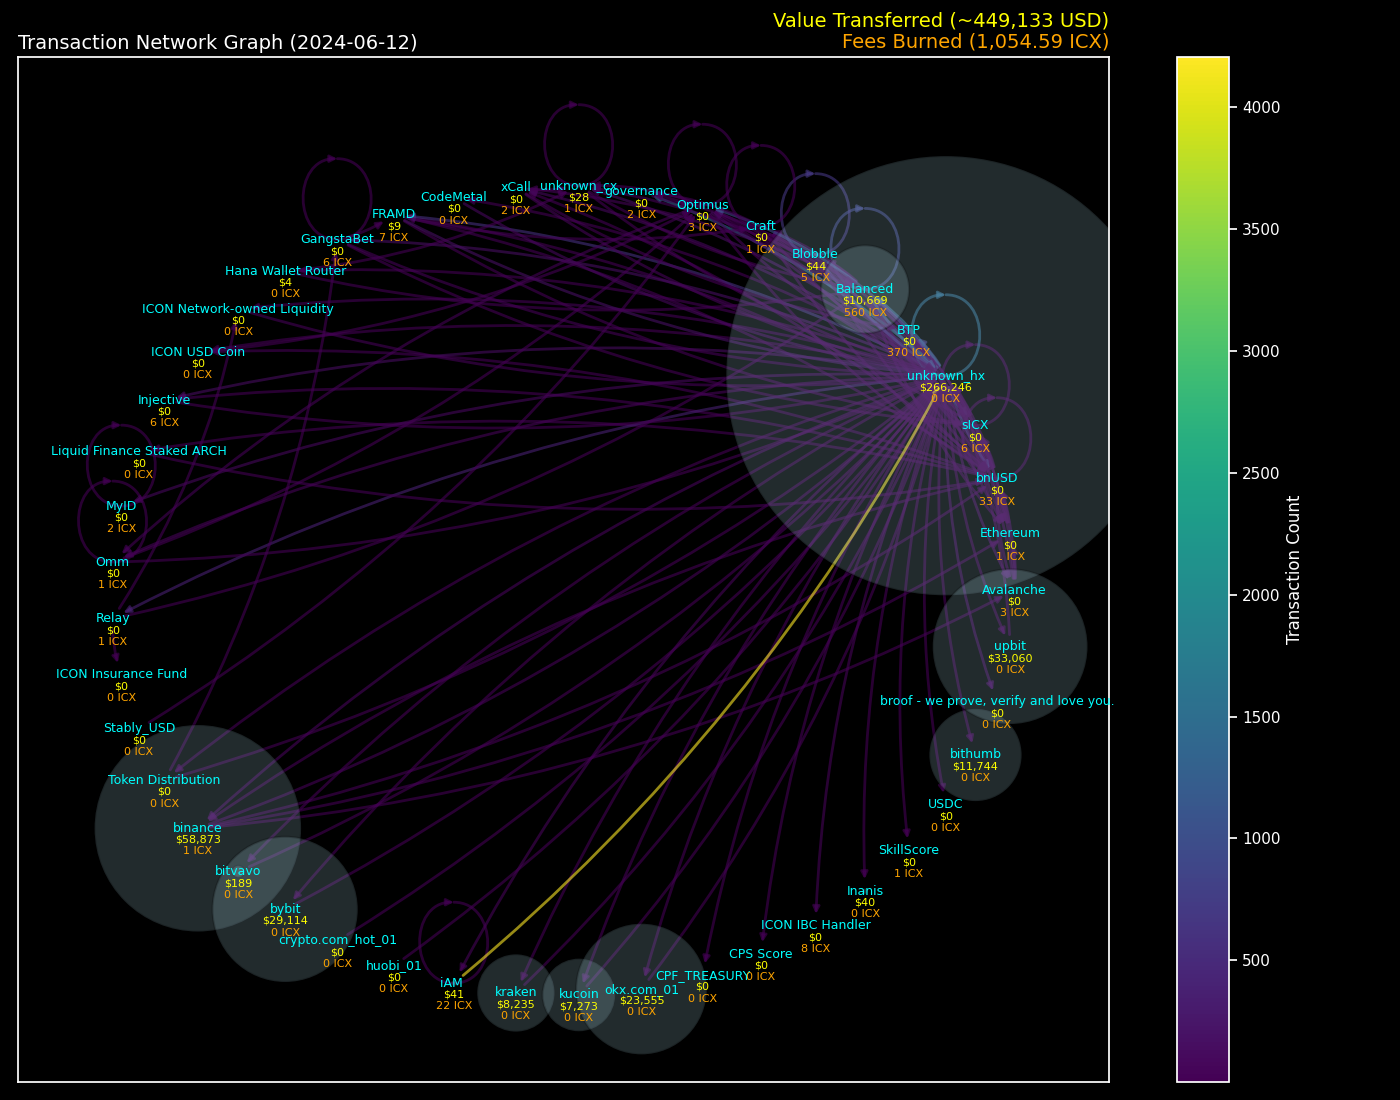 Value Transferred (~449,133 USD)
Transaction Network Graph (2024-06-12)
Fees Burned (1,054.59 ICX)
xCall
$0
2 ICX
unknown_cx
$28
1 ICX
governance
$0
2 ICX
CodeMetal
$0
0 ICX
Optimus
$0
3 ICX
FRAMD
$9
7 ICX
Craft
$0
1 ICX
GangstaBet
$0
6 ICX
Blobble
$44
5 ICX
Hana Wallet Router
$4
0 ICX
Balanced
$10,669
560 ICX
ICON Network-owned Liquidity
$0
0 ICX
BTP
$0
370 ICX
ICON USD Coin
$0
0 ICX
unknown_hx
$266,246
0 ICX
Injective
$0
6 ICX
sICX
$0
6 ICX
Liquid Finance Staked ARCH
$0
0 ICX
bnUSD
$0
33 ICX
MyID
$0
2 ICX
Ethereum
$0
1 ICX
Omm
$0
1 ICX
Avalanche
$0
3 ICX
Relay
$0
1 ICX
upbit
$33,060
0 ICX
ICON Insurance Fund
$0
0 ICX
broof - we prove, verify and love you.
$0
0 ICX
Stably_USD
$0
0 ICX
bithumb
$11,744
0 ICX
Token Distribution
$0
0 ICX
USDC
$0
0 ICX
binance
$58,873
1 ICX
SkillScore
$0
1 ICX
bitvavo
$189
0 ICX
Inanis
$40
0 ICX
bybit
$29,114
0 ICX
ICON IBC Handler
$0
8 ICX
crypto.com_hot_01
$0
0 ICX
CPS Score
$0
0 ICX
huobi_01
$0
0 ICX
CPF_TREASURY
$0
0 ICX
iAM
$41
22 ICX
kraken
$8,235
0 ICX
kucoin
$7,273
0 ICX
okx.com_01
$23,555
0 ICX
4000
3500
3000
2500
2000
1500
1000
500
Transaction Count